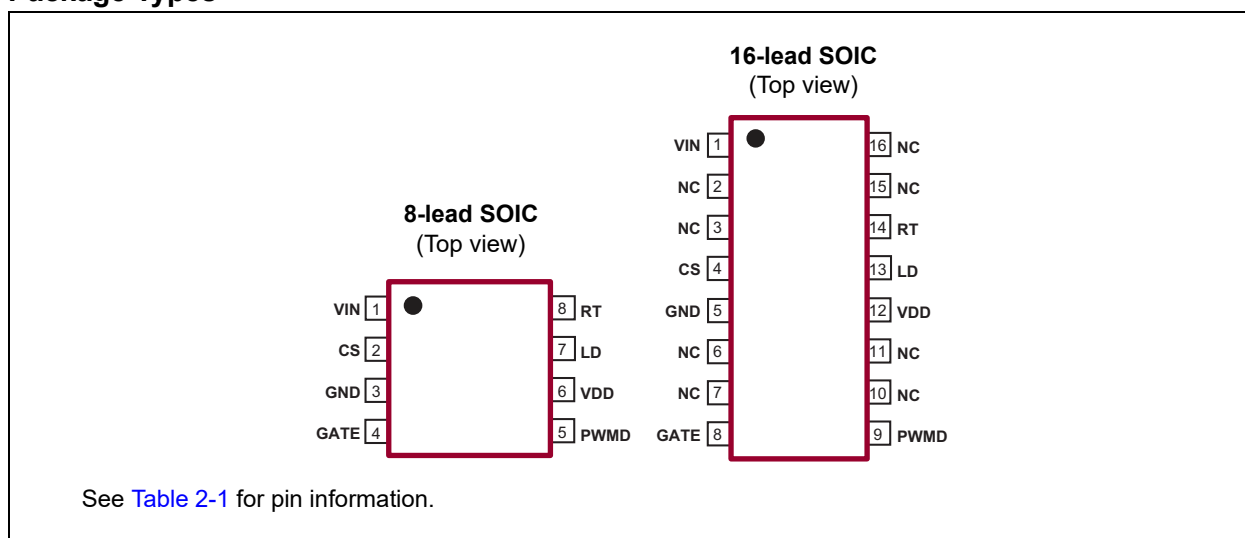 Package Types
16-lead SOIC
(Top view)
VIN 1
16 NC
NC 2
15 NC
NC 3
14 RT
CS 4
13 LD
GND 5
12 VDD
NC 6
11 NC
NC 7
10 NC
GATE 8
9 PWMD
8-lead SOIC
(Top view)
VIN 1
8 RT
CS 2
7 LD
GND 3
6 VDD
GATE 4
5 PWMD
See Table 2-1 for pin information.